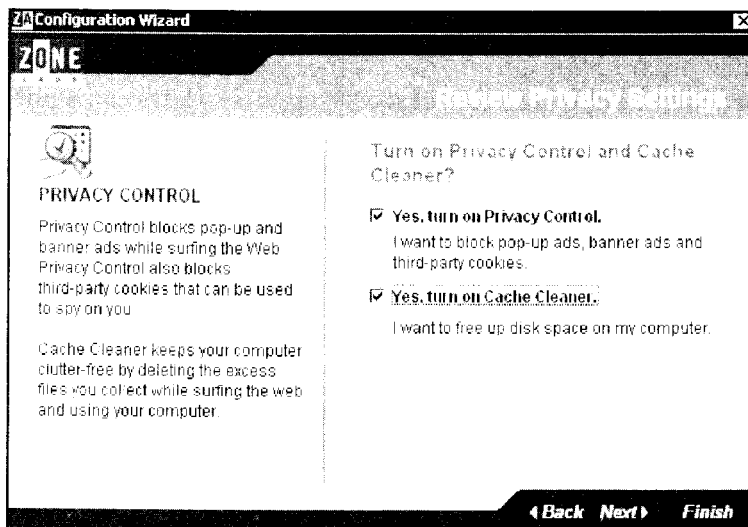 ZA Configuration Wizard
ZONE
LABS
Review Privacy Settings
PRIVACY CONTROL
Privacy Control blocks pop-up and
banner ads while surfing the Web
Privacy Control also blocks
third-party cookies that can be used
to spy on you
Cache Cleaner keeps your computer
clutter-free by deleting the excess
files you collect while surfing the web
and using your computer.
Turn on Privacy Control and Cache
Cleaner?
Yes, turn on Privacy Control.
I want to block pop-up ads, banner ads and
third-party cookies.
Yes, turn on Cache Cleaner.
I want to free up disk space on my computer.
Back Next Finish